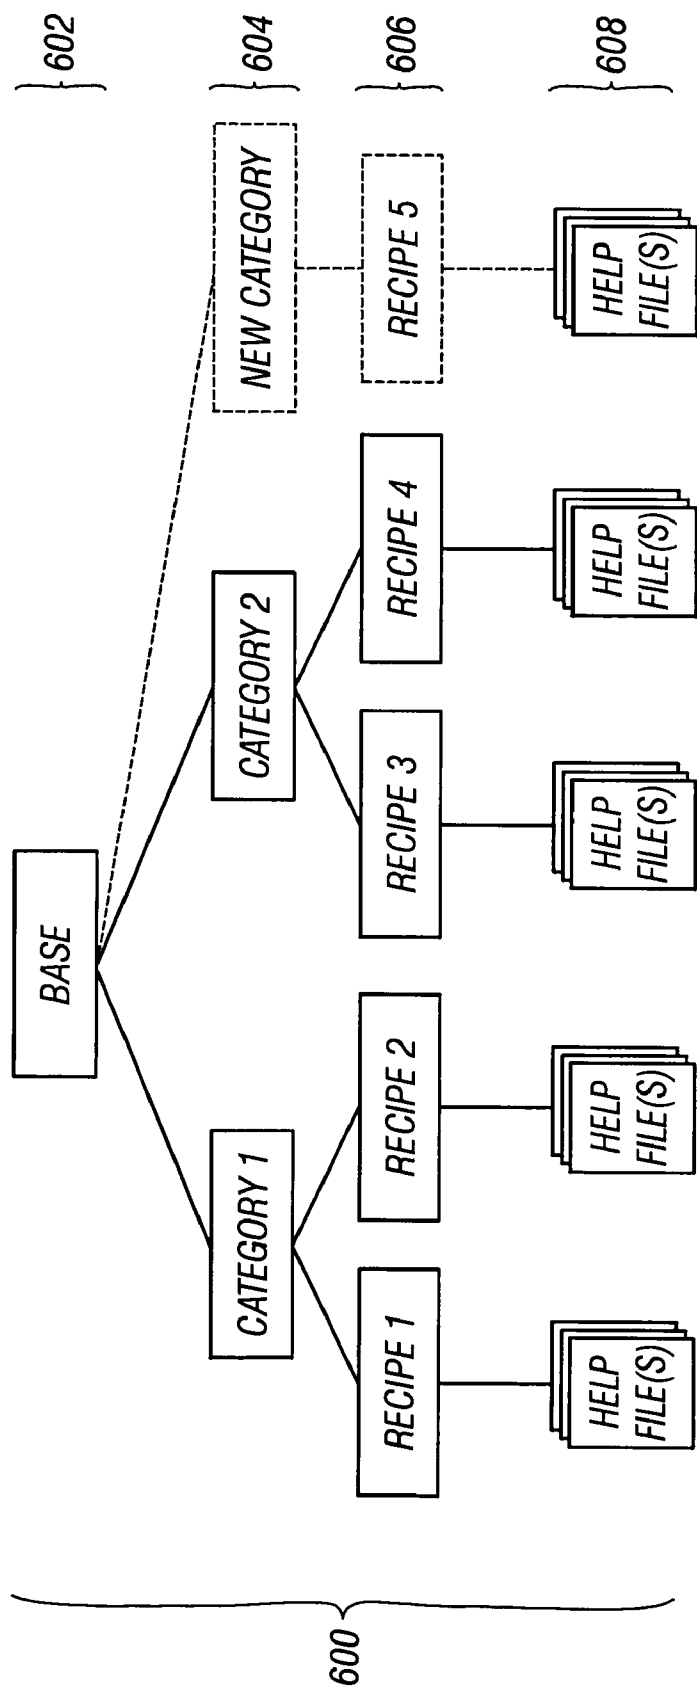 BASE
602
CATEGORY 1
CATEGORY 2
NEW CATEGORY
604
RECIPE 1
RECIPE 2
RECIPE 3
RECIPE 4
RECIPE 5
606
HELP
FILE(S)
HELP
FILE(S)
HELP
FILE(S)
HELP
FILE(S)
HELP
FILE(S)
608
600